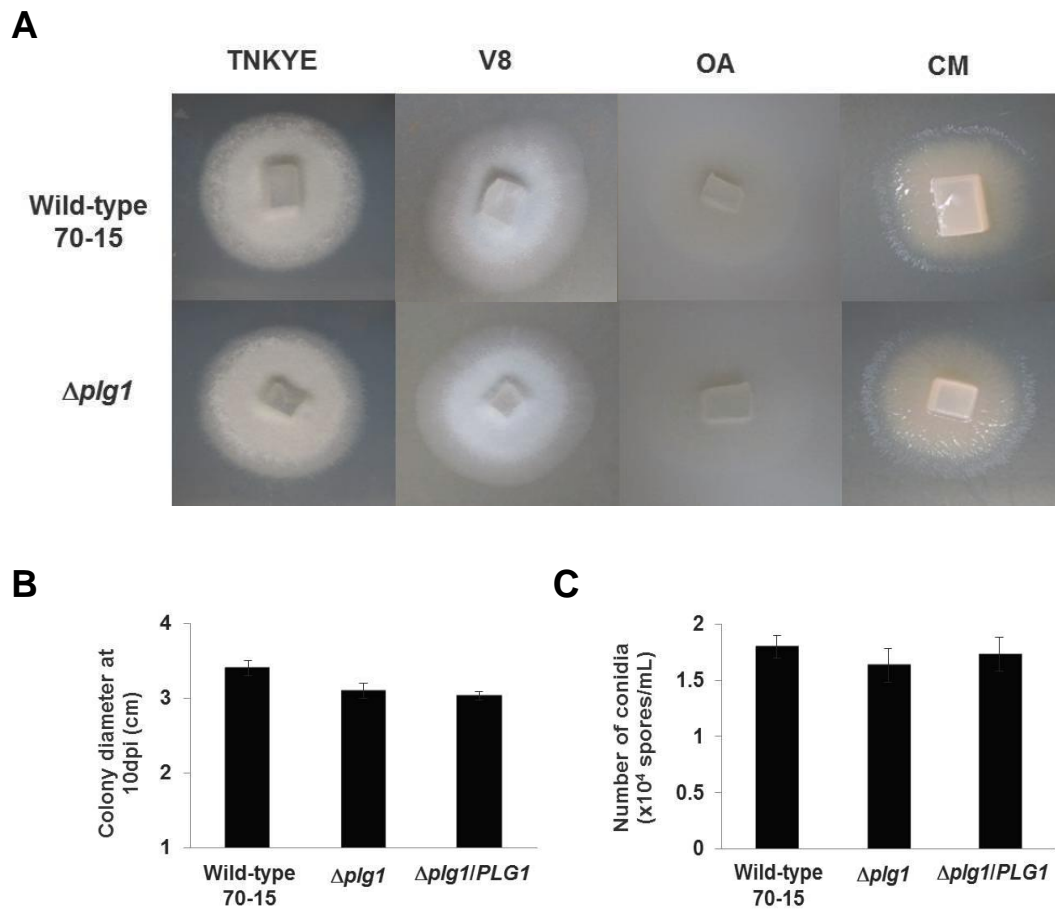 A
TNKYE V8 OA CM
Wild-type
70-15
Δplg1
B
Colony diameter at
10dpi (cm)
4
3
2
1
Wild-type
70-15
Δplg1
Δplg1/PLG1
C
Number of conidia
(x10⁴ spores/mL)
2
1.5
1
0.5
0
Wild-type
70-15
Δplg1
Δplg1/PLG1